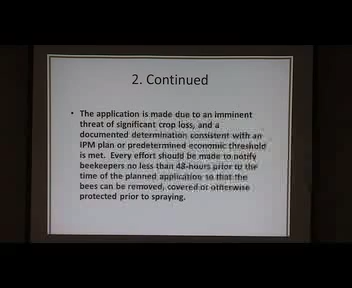 2. Continued
• The application is made due to an imminent
threat of significant crop loss, and a
documented determination consistent with an
IPM plan or predetermined economic threshold
is met. Every effort should be made to notify
beekeepers no less than 48-hours prior to the
time of the planned application so that the
bees can be removed, covered or otherwise
protected prior to spraying.